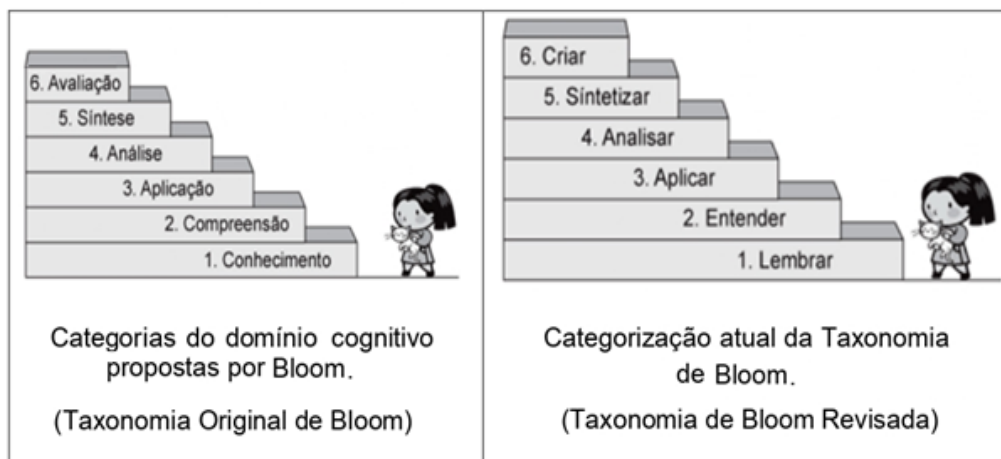 6. Avaliação
5. Síntese
4. Análise
3. Aplicação
2. Compreensão
1. Conhecimento
Categorias do domínio cognitivo
propostas por Bloom.
(Taxonomia Original de Bloom)
6. Criar
5. Síntetizar
4. Analisar
3. Aplicar
2. Entender
1. Lembrar
Categorização atual da Taxonomia
de Bloom.
(Taxonomia de Bloom Revisada)